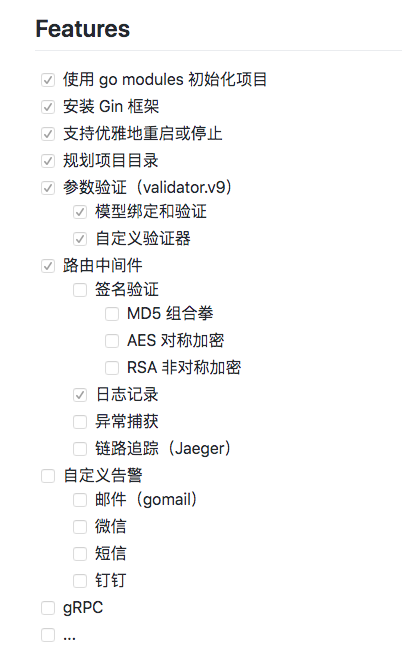 Features
使用 go modules 初始化项目
安装 Gin 框架
支持优雅地重启或停止
规划项目目录
参数验证（validator.v9）
模型绑定和验证
自定义验证器
路由中间件
签名验证
MD5 组合拳
AES 对称加密
RSA 非对称加密
日志记录
异常捕获
链路追踪（Jaeger）
自定义告警
邮件（gomail）
微信
短信
钉钉
gRPC
...